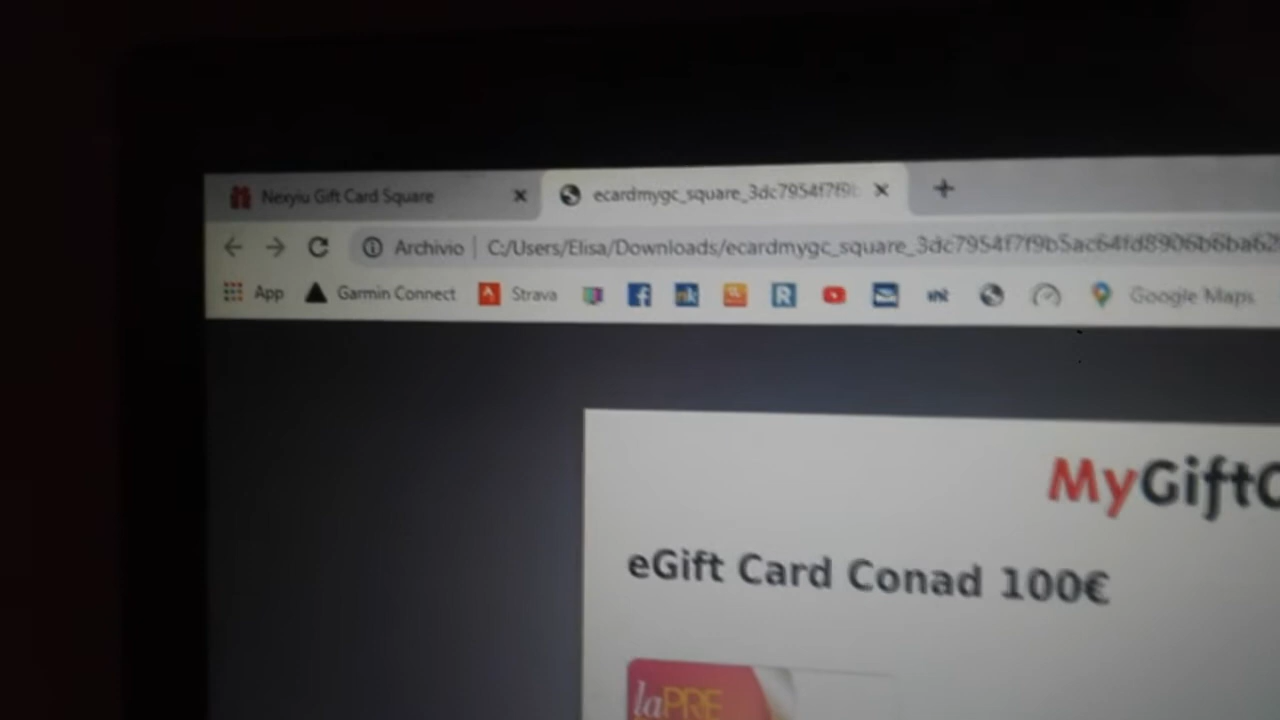 Nexyiu Gift Card Square
ecardmygc_square_3dc7954f7f9
Archivio
C:/Users/Elisa/Downloads/ecardmygc_square_3dc7954f7f9b5ac64fd8906b6ba62
App
Garmin Connect
Strava
Google Maps
MyGift
eGift Card Conad 100€
laPRE